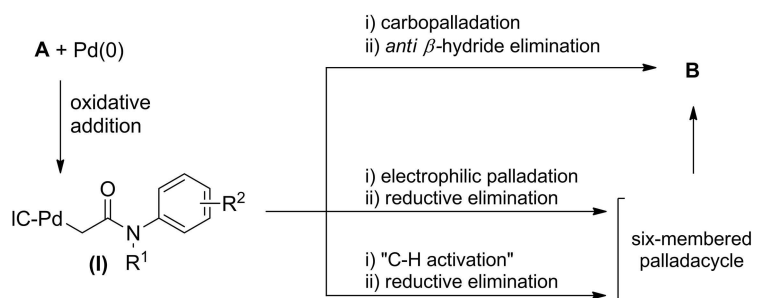 A + Pd(0)
oxidative
addition
lC-Pd
O
N
R¹
R²
(I)
i) carbopalladation
ii) anti β-hydride elimination
B
i) electrophilic palladation
ii) reductive elimination
i) "C-H activation"
ii) reductive elimination
six-membered
palladacycle